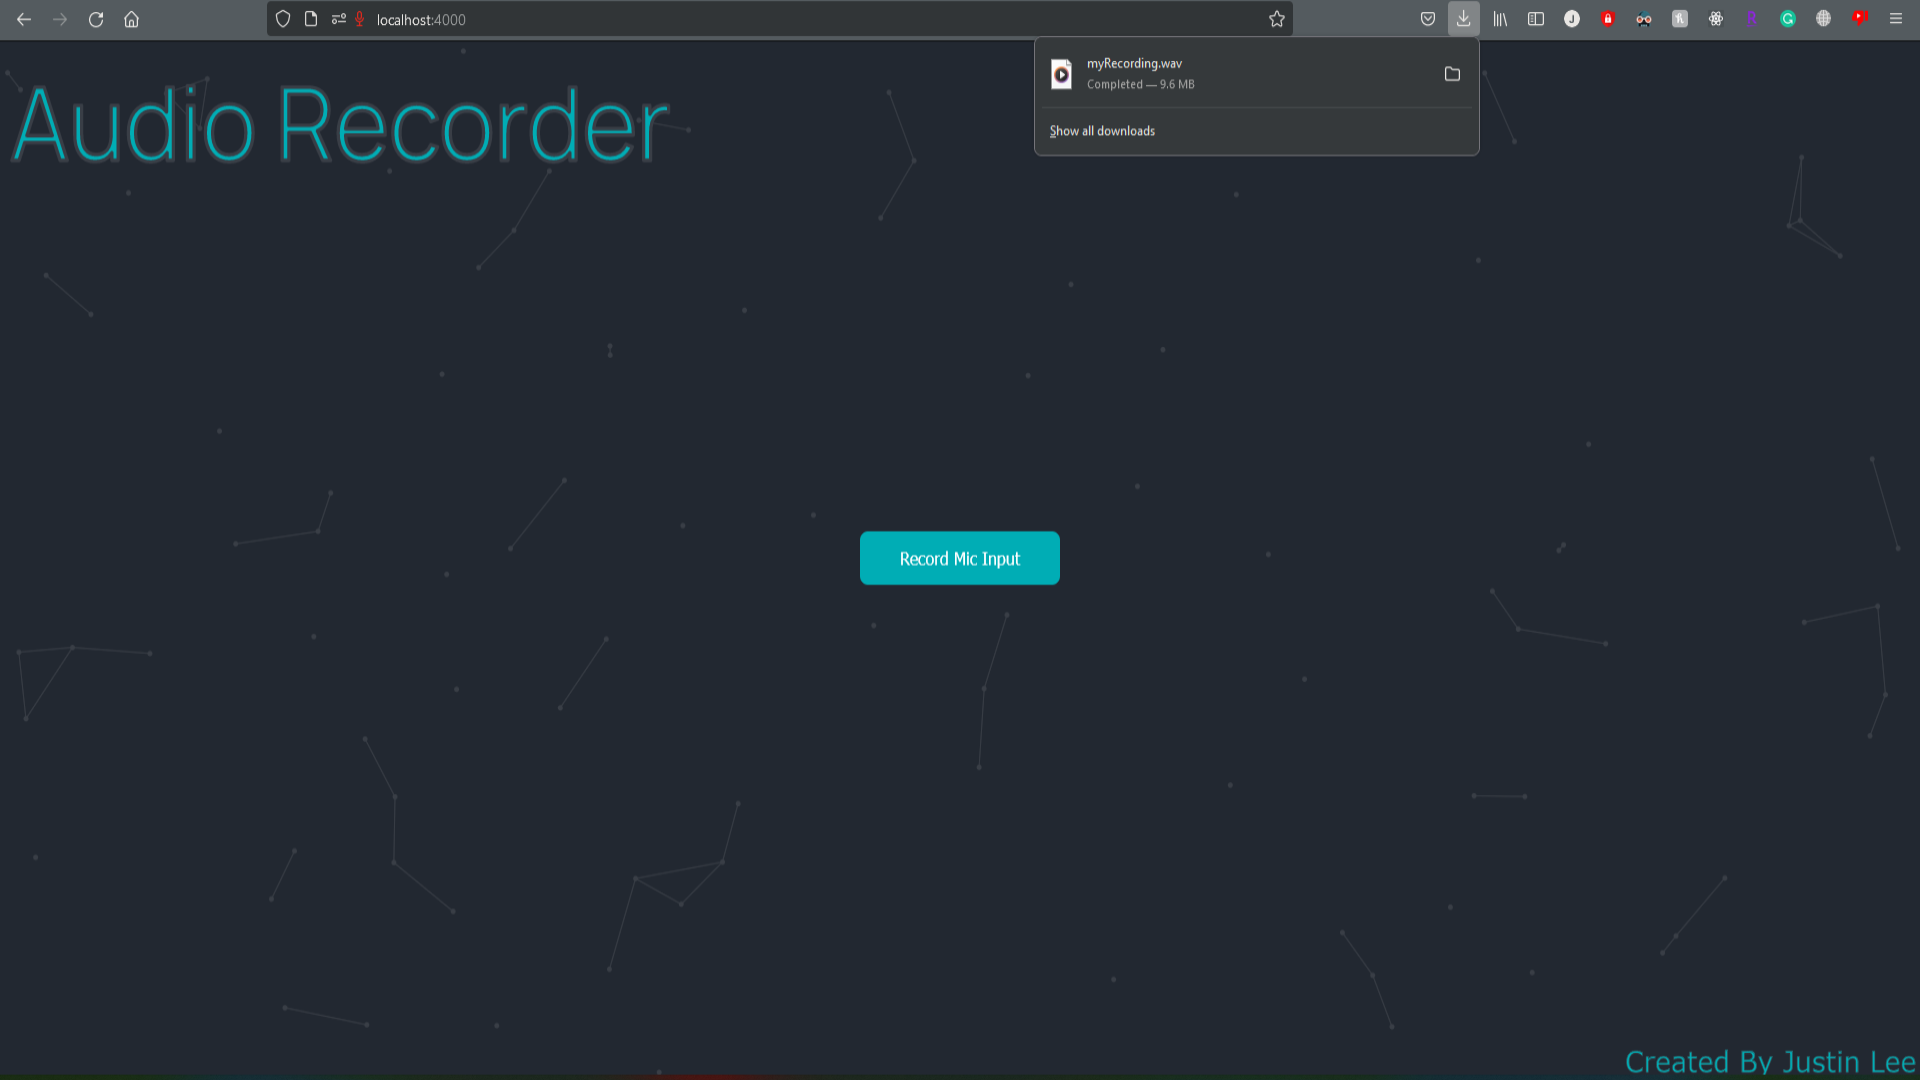 localhost:4000
myRecording.wav
Completed — 9.6 MB
Show all downloads
Audio Recorder
Record Mic Input
Created By Justin Lee